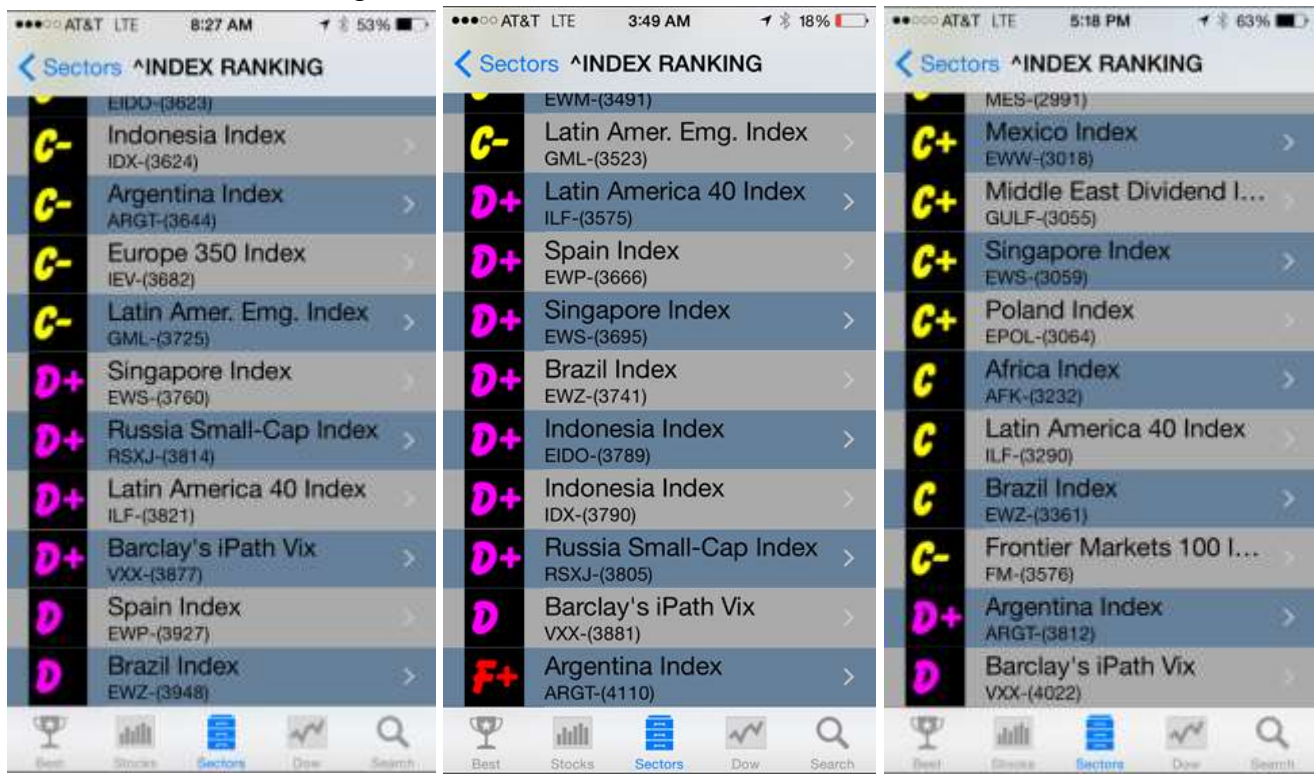 AT&T LTE 8:27 AM 53%
Sectors ^INDEX RANKING
EIDO-(3623)
C- Indonesia Index
IDX-(3624)
C- Argentina Index
ARGT-(3644)
C- Europe 350 Index
IEV-(3682)
C- Latin Amer. Emg. Index
GML-(3725)
D+ Singapore Index
EWS-(3760)
D+ Russia Small-Cap Index
RSXJ-(3814)
D+ Latin America 40 Index
ILF-(3821)
D+ Barclay's iPath Vix
VXX-(3877)
D Spain Index
EWP-(3927)
D Brazil Index
EWZ-(3948)
Best Stocks Sectors Dow Search
AT&T LTE 3:49 AM 18%
Sectors ^INDEX RANKING
EWM-(3491)
C- Latin Amer. Emg. Index
GML-(3523)
D+ Latin America 40 Index
ILF-(3575)
D+ Spain Index
EWP-(3666)
D+ Singapore Index
EWS-(3695)
D+ Brazil Index
EWZ-(3741)
D+ Indonesia Index
EIDO-(3789)
D+ Indonesia Index
IDX-(3790)
D+ Russia Small-Cap Index
RSXJ-(3805)
D Barclay's iPath Vix
VXX-(3881)
F+ Argentina Index
ARGT-(4110)
Best Stocks Sectors Dow Search
AT&T LTE 5:18 PM 63%
Sectors ^INDEX RANKING
MES-(2991)
C+ Mexico Index
EWW-(3018)
C+ Middle East Dividend I...
GULF-(3055)
C+ Singapore Index
EWS-(3059)
C+ Poland Index
EPOL-(3064)
C Africa Index
AFK-(3232)
C Latin America 40 Index
ILF-(3290)
C Brazil Index
EWZ-(3361)
C- Frontier Markets 100 I...
FM-(3576)
D+ Argentina Index
ARGT-(3812)
D Barclay's iPath Vix
VXX-(4022)
Best Stocks Sectors Dow Search